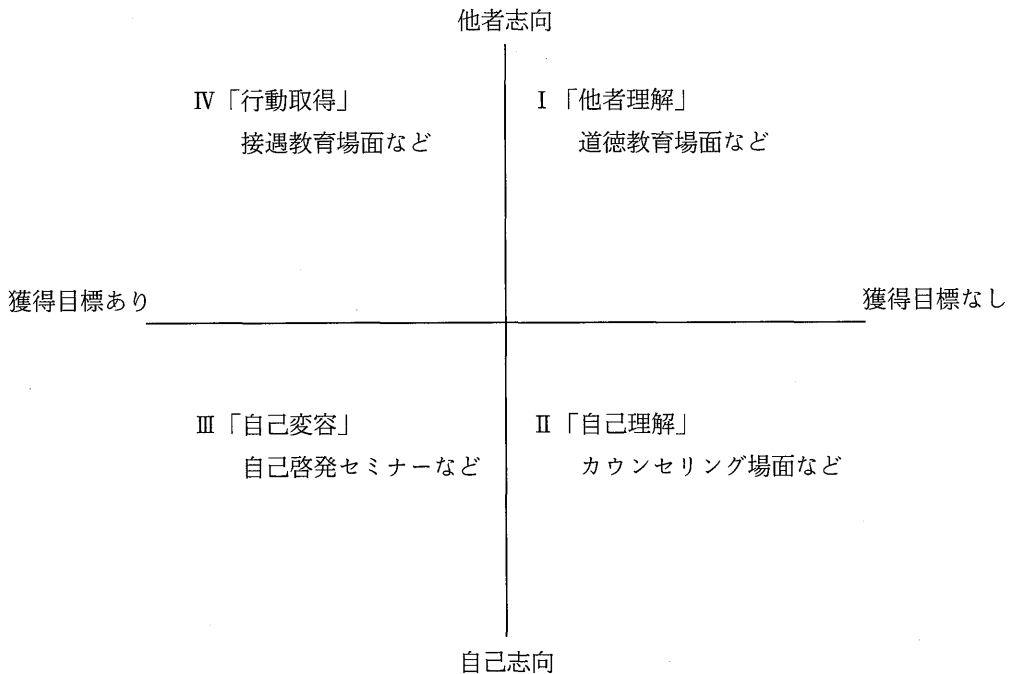 他者志向
Ⅳ「行動取得」
接遇教育場面など
Ⅰ「他者理解」
道徳教育場面など
獲得目標あり
獲得目標なし
Ⅲ「自己変容」
自己啓発セミナーなど
Ⅱ「自己理解」
カウンセリング場面など
自己志向